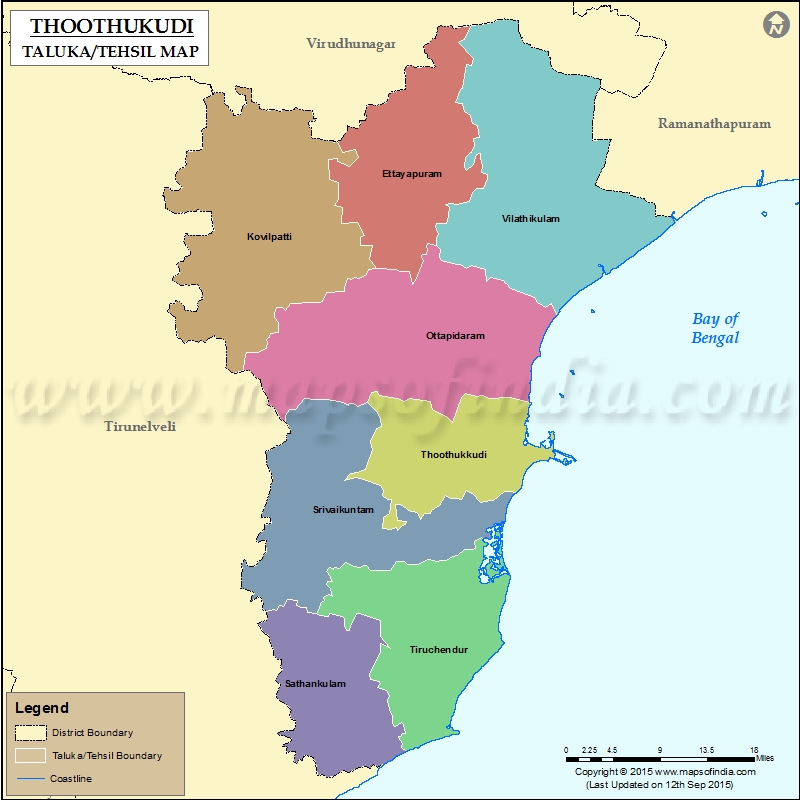 THOOTHUKUDI
TALUKA/TEHSIL MAP
N
Virudhunagar
Ramanathapuram
Ettayapuram
Vilathikulam
Kovilpatti
Bay of
Bengal
Ottapidaram
www.mapsofindia.com
Tirunelveli
Thoothukkudi
Srivaikuntam
Tiruchendur
Sathankulam
Legend
District Boundary
Taluka/Tehsil Boundary
Coastline
0 2.25 4.5 9 13.5 18
Miles
Copyright © 2015 www.mapsofindia.com
(Last Updated on 12th Sep 2015)